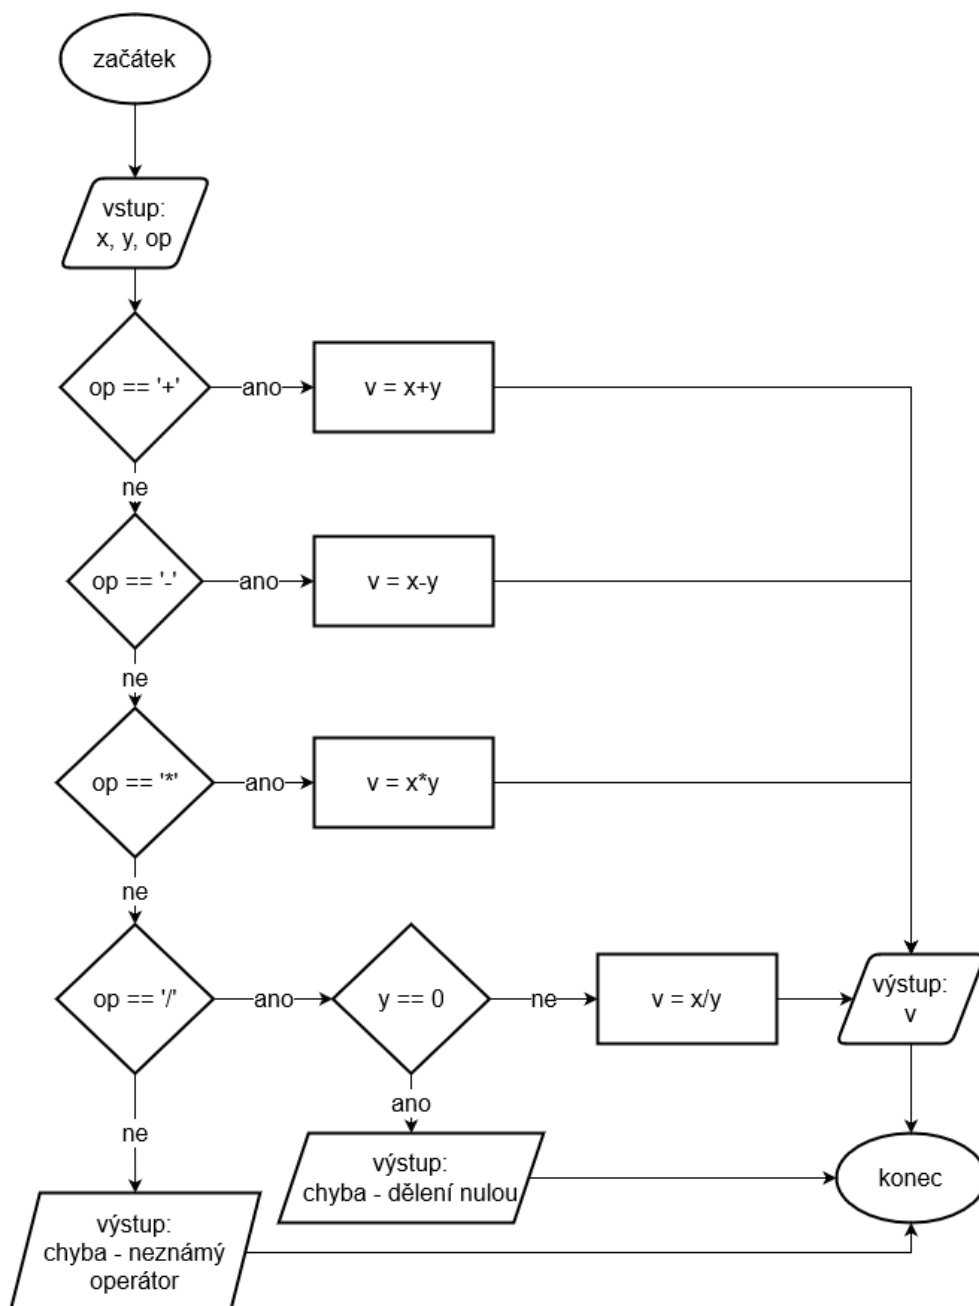 začátek
vstup:
x, y, op
op == '+'
ano
v = x+y
ne
op == '-'
ano
v = x-y
ne
op == '*'
ano
v = x*y
ne
op == '/'
ano
y == 0
ne
v = x/y
výstup:
v
ano
ne
výstup:
chyba - dělení nulou
konec
výstup:
chyba - neznámý
operátor